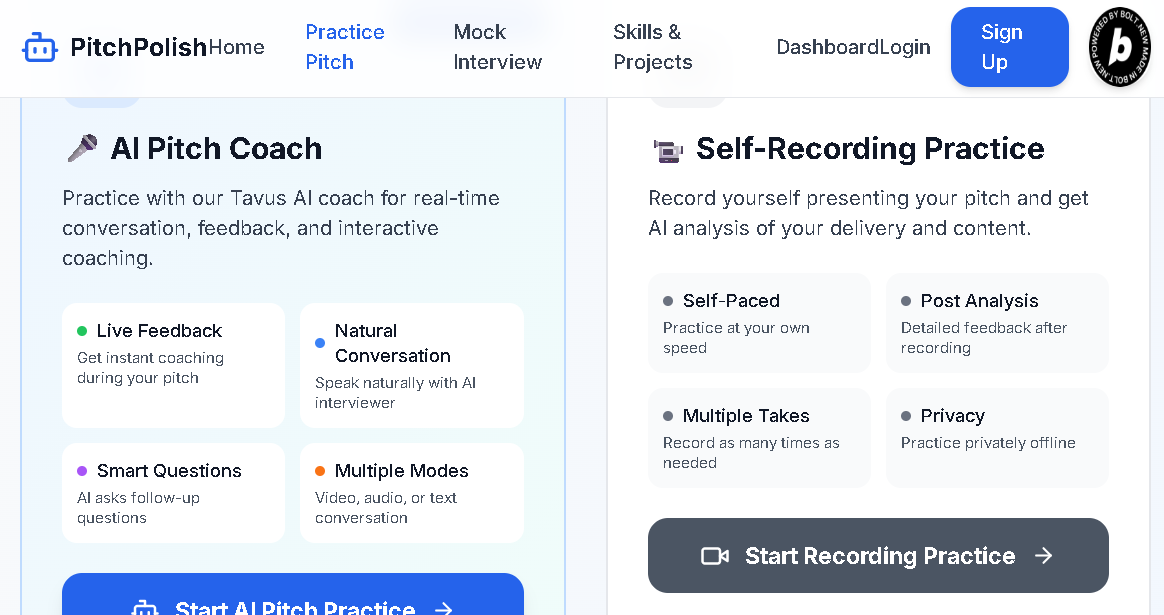 PitchPolish
Home
Practice
Pitch
Mock
Interview
Skills &
Projects
Dashboard
Login
Sign
Up
POWERED BY BOLT.NEW MADE IN BOLT.NEW
b
AI Pitch Coach
Practice with our Tavus AI coach for real-time
conversation, feedback, and interactive
coaching.
Live Feedback
Get instant coaching
during your pitch
Natural
Conversation
Speak naturally with AI
interviewer
Smart Questions
AI asks follow-up
questions
Multiple Modes
Video, audio, or text
conversation
Start AI Pitch Practice
Self-Recording Practice
Record yourself presenting your pitch and get
AI analysis of your delivery and content.
Self-Paced
Practice at your own
speed
Post Analysis
Detailed feedback after
recording
Multiple Takes
Record as many times as
needed
Privacy
Practice privately offline
Start Recording Practice